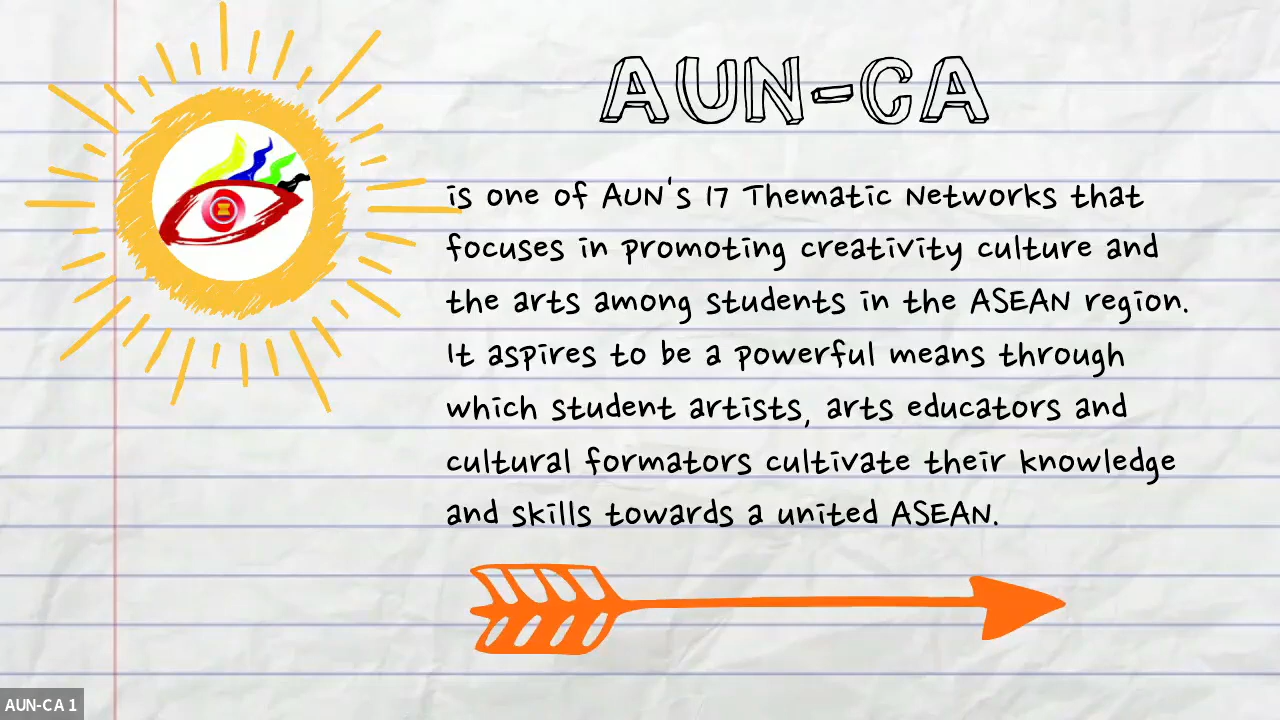 AUN-CA
is one of AUN's 17 Thematic Networks that
focuses in promoting creativity culture and
the arts among students in the ASEAN region.
It aspires to be a powerful means through
which student artists, arts educators and
cultural formators cultivate their knowledge
and skills towards a united ASEAN.
AUN-CA 1